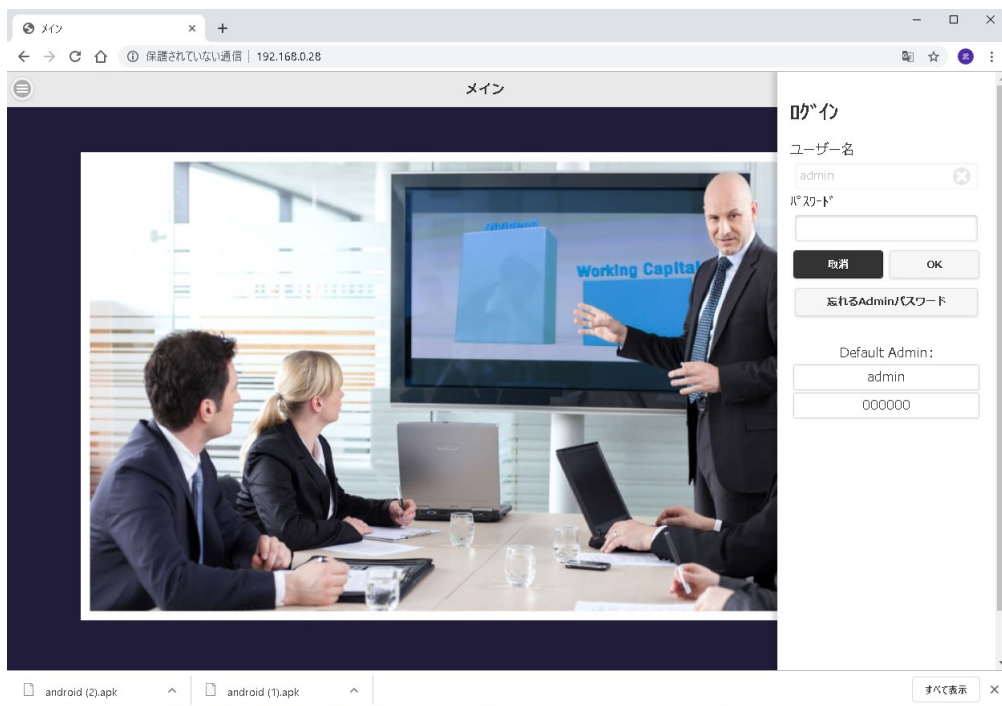 メイン
保護されていない通信 | 192.168.0.28
メイン
dividend
Working Capital
ログイン
ユーザー名
admin
パスワード
取消
OK
忘れるAdminパスワード
Default Admin:
admin
000000
android (2).apk
android (1).apk
すべて表示